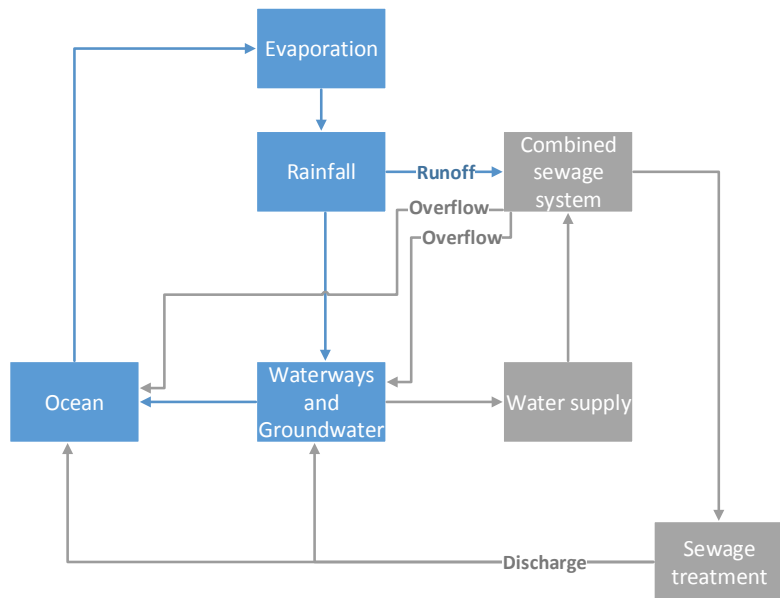 Evaporation
Rainfall
Runoff
Combined
sewage
system
Overflow
Overflow
Ocean
Waterways
and
Groundwater
Water supply
Discharge
Sewage
treatment